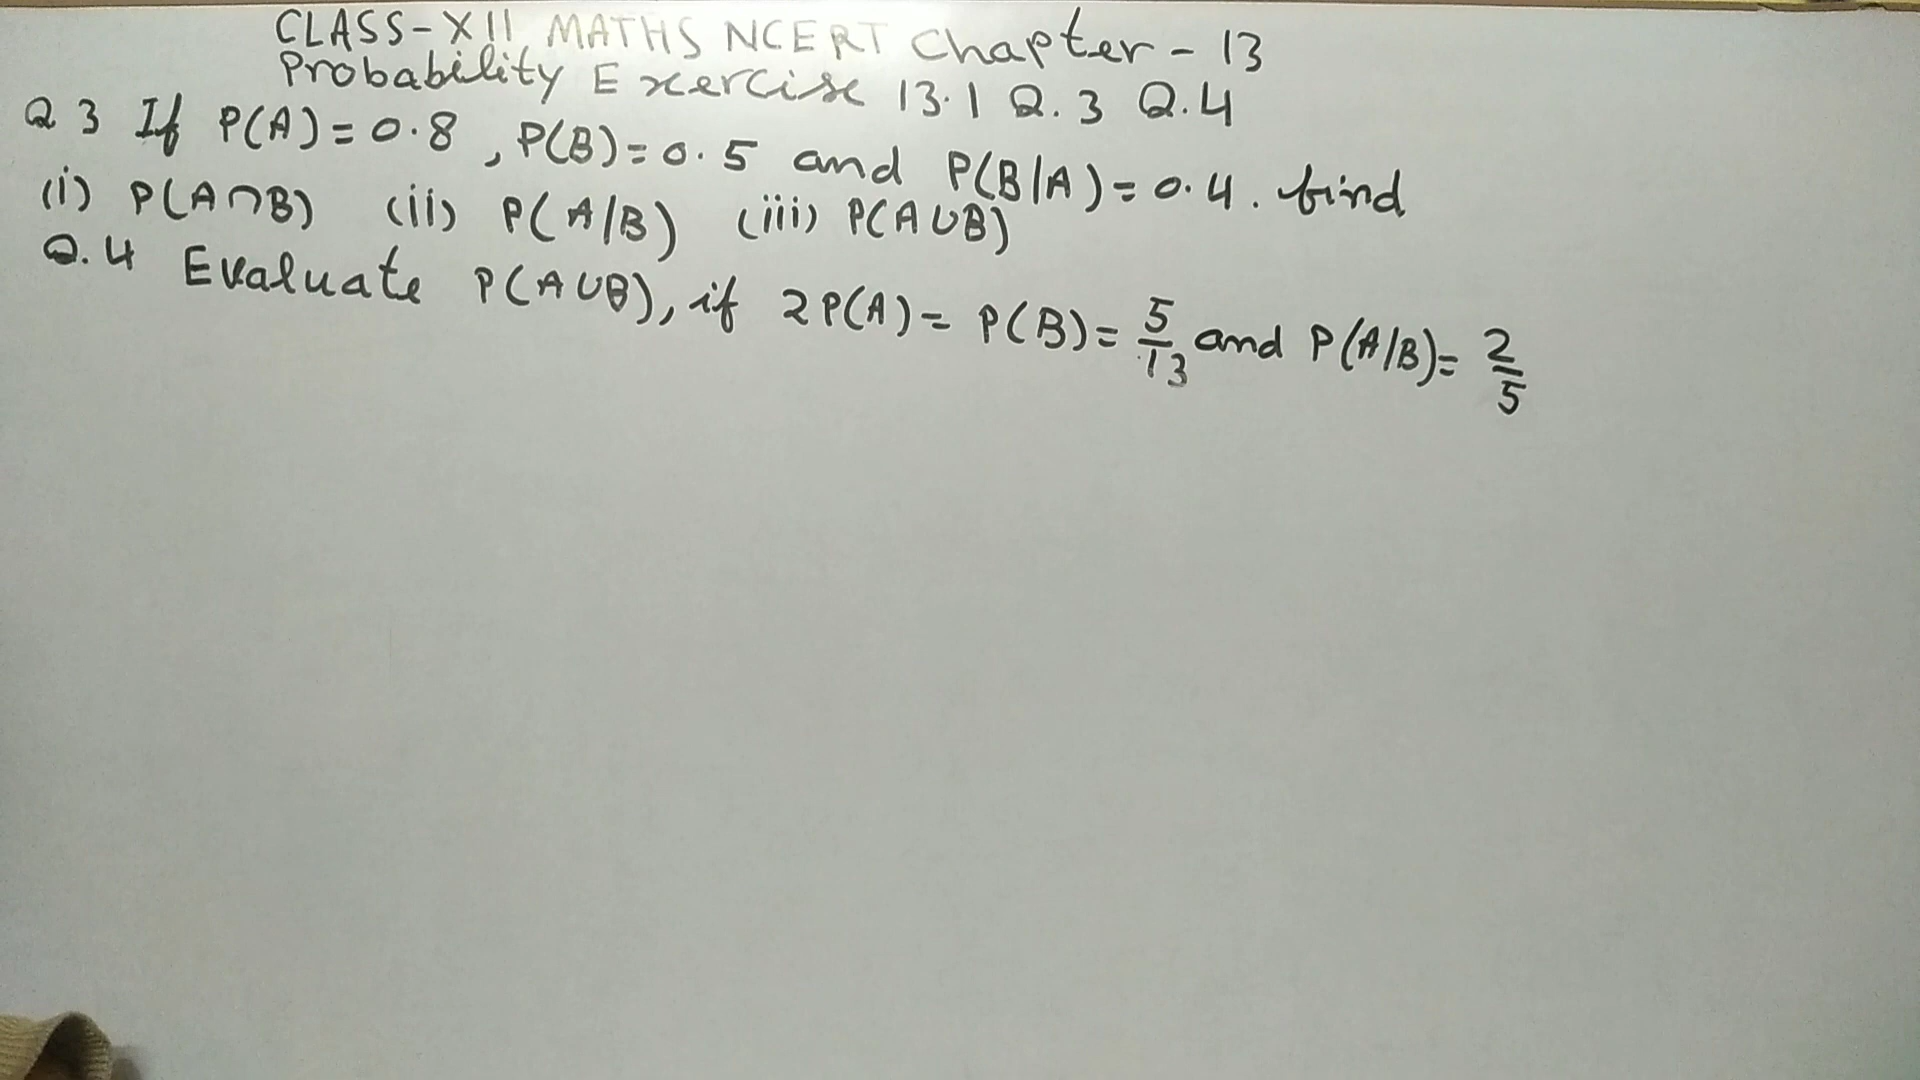 CLASS-XII MATHS NCERT Chapter-13
Probability Exercise 13.1 Q.3 Q.4
Q3 If P(A)=0.8, P(B)=0.5 and P(B|A)=0.4. find
(i) P(A∩B) (ii) P(A/B) (iii) P(A∪B)
Q.4 Evaluate P(A∪B), if 2P(A)=P(B)=5/13 and P(A/B)=2/5